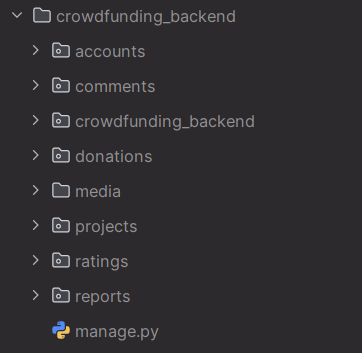 crowdfunding_backend
accounts
comments
crowdfunding_backend
donations
media
projects
ratings
reports
manage.py